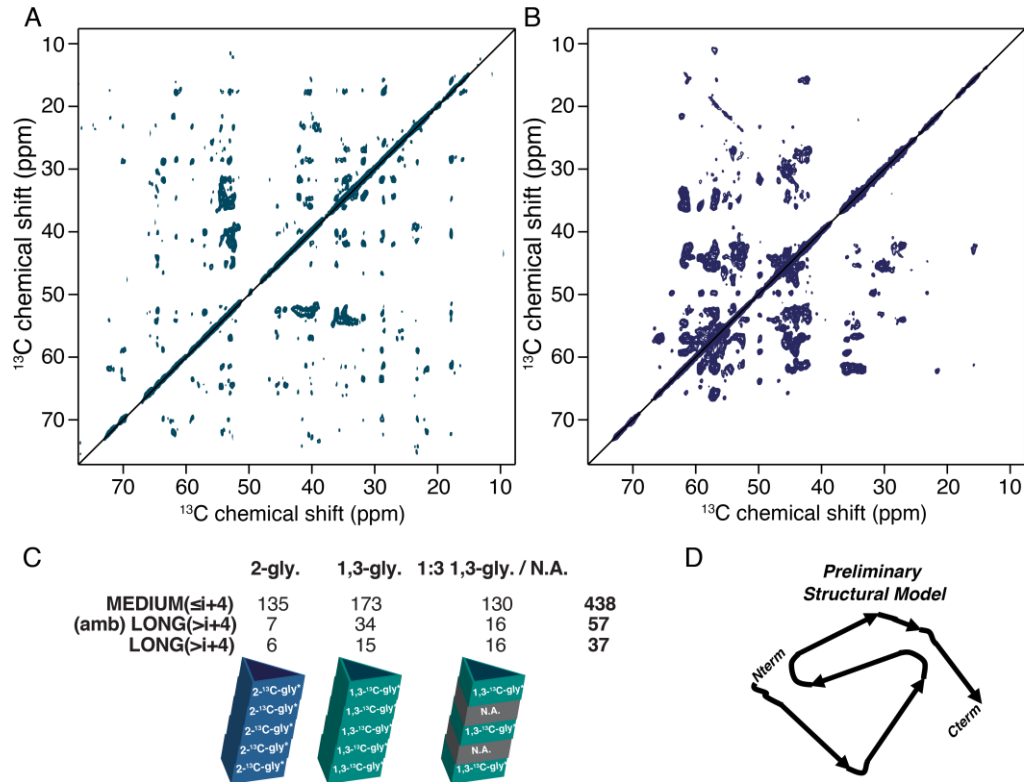 A
10
20
30
40
50
60
70
¹³C chemical shift (ppm)
70 60 50 40 30 20 10
¹³C chemical shift (ppm)
B
10
20
30
40
50
60
70
¹³C chemical shift (ppm)
70 60 50 40 30 20 10
¹³C chemical shift (ppm)
C
2-gly. 1,3-gly. 1:3 1,3-gly. / N.A.
MEDIUM(≤i+4) 135 173 130 438
(amb) LONG(>i+4) 7 34 16 57
LONG(>i+4) 6 15 16 37
2-¹³C-gly*
2-¹³C-gly*
2-¹³C-gly*
2-¹³C-gly*
2-¹³C-gly*
1,3-¹³C-gly*
1,3-¹³C-gly*
1,3-¹³C-gly*
1,3-¹³C-gly*
1,3-¹³C-gly*
1,3-¹³C-gly*
N.A.
1,3-¹³C-gly*
N.A.
1,3-¹³C-gly*
D
Preliminary
Structural Model
Nterm
Cterm